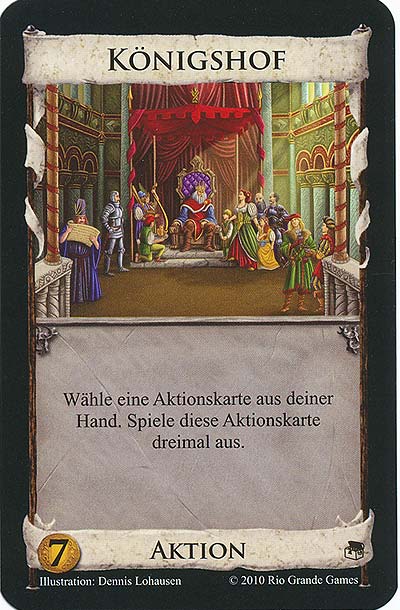 Königshof
Wähle eine Aktionskarte aus deiner
Hand. Spiele diese Aktionskarte
dreimal aus.
7
Aktion
Illustration: Dennis Lohausen
© 2010 Rio Grande Games